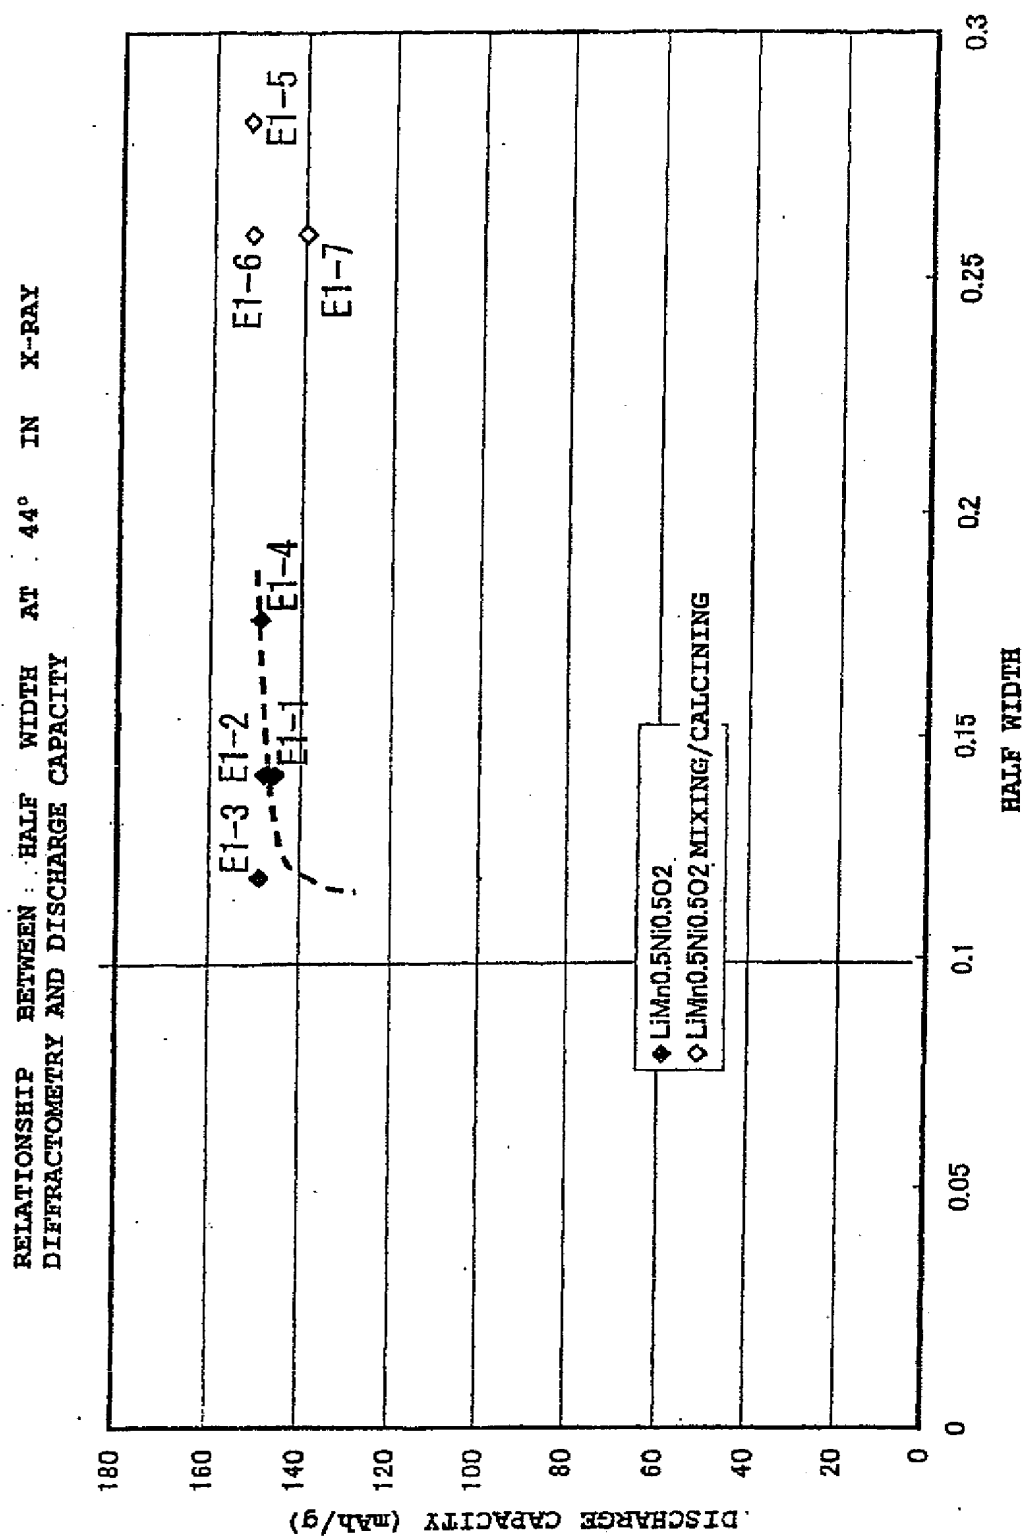 RELATIONSHIP BETWEEN : HALF WIDTH AT 44° IN X-RAY
DIFFRACTOMETRY AND DISCHARGE CAPACITY
DISCHARGE CAPACITY (mAh/g)
180
160
140
120
100
80
60
40
20
0
E1-3
E1-2
E1-1
E1-4
E1-6
E1-5
E1-7
LiMn0.5Ni0.5O2
LiMn0.5Ni0.5O2 MIXING/CALCINING
0
0.05
0.1
0.15
0.2
0.25
0.3
HALF WIDTH